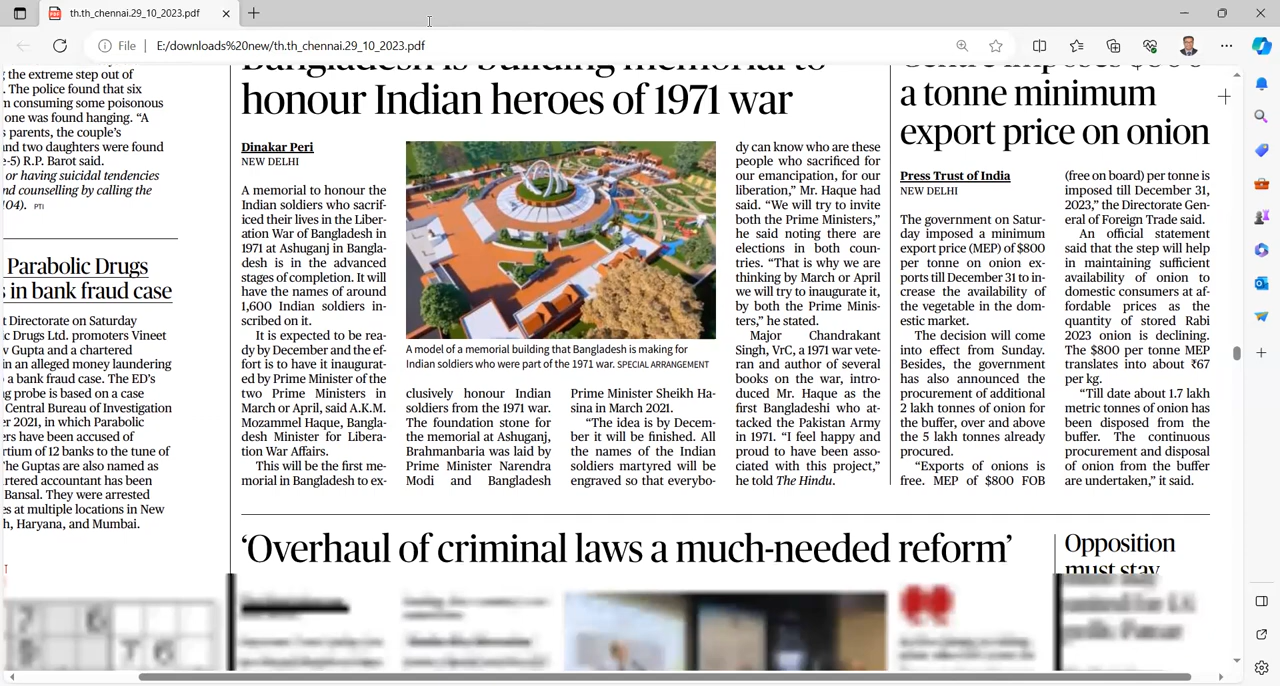 th.th_chennai.29_10_2023.pdf
File
E:/downloads%20new/th.th_chennai.29_10_2023.pdf
the extreme step out of
. The police found that six
n consuming some poisonous
one was found hanging. “A
s parents, the couple’s
nd two daughters were found
e-5) R.P. Barot said.
or having suicidal tendencies
nd counselling by calling the
104). PTI
Parabolic Drugs
s in bank fraud case
t Directorate on Saturday
c Drugs Ltd. promoters Vineet
v Gupta and a chartered
in an alleged money laundering
a bank fraud case. The ED’s
g probe is based on a case
Central Bureau of Investigation
er 2021, in which Parabolic
ers have been accused of
rtium of 12 banks to the tune of
The Guptas are also named as
rtered accountant has been
Bansal. They were arrested
es at multiple locations in New
h, Haryana, and Mumbai.
Bangladesh is building memorial to
honour Indian heroes of 1971 war
Dinakar Peri
NEW DELHI
A memorial to honour the
Indian soldiers who sacrif-
iced their lives in the Liber-
ation War of Bangladesh in
1971 at Ashuganj in Bangla-
desh is in the advanced
stages of completion. It will
have the names of around
1,600 Indian soldiers in-
scribed on it.
It is expected to be rea-
dy by December and the ef-
fort is to have it inaugurat-
ed by Prime Minister of the
two Prime Ministers in
March or April, said A.K.M.
Mozammel Haque, Bangla-
desh Minister for Libera-
tion War Affairs.
This will be the first me-
morial in Bangladesh to ex-
A model of a memorial building that Bangladesh is making for
Indian soldiers who were part of the 1971 war. SPECIAL ARRANGEMENT
clusively honour Indian
soldiers from the 1971 war.
The foundation stone for
the memorial at Ashuganj,
Brahmanbaria was laid by
Prime Minister Narendra
Modi and Bangladesh
Prime Minister Sheikh Ha-
sina in March 2021.
“The idea is by Decem-
ber it will be finished. All
the names of the Indian
soldiers martyred will be
engraved so that everybo-
dy can know who are these
people who sacrificed for
our emancipation, for our
liberation,” Mr. Haque had
said. “We will try to invite
both the Prime Ministers,”
he said noting there are
elections in both coun-
tries. “That is why we are
thinking by March or April
we will try to inaugurate it,
by both the Prime Minis-
ters,” he stated.
Major Chandrakant
Singh, VrC, a 1971 war vete-
ran and author of several
books on the war, intro-
duced Mr. Haque as the
first Bangladeshi who at-
tacked the Pakistan Army
in 1971. “I feel happy and
proud to have been asso-
ciated with this project,”
he told The Hindu.
Centre imposes $800
a tonne minimum
export price on onion
Press Trust of India
NEW DELHI
The government on Satur-
day imposed a minimum
export price (MEP) of $800
per tonne on onion ex-
ports till December 31 to in-
crease the availability of
the vegetable in the dom-
estic market.
The decision will come
into effect from Sunday.
Besides, the government
has also announced the
procurement of additional
2 lakh tonnes of onion for
the buffer, over and above
the 5 lakh tonnes already
procured.
“Exports of onions is
free. MEP of $800 FOB
(free on board) per tonne is
imposed till December 31,
2023,” the Directorate Gen-
eral of Foreign Trade said.
An official statement
said that the step will help
in maintaining sufficient
availability of onion to
domestic consumers at af-
fordable prices as the
quantity of stored Rabi
2023 onion is declining.
The $800 per tonne MEP
translates into about ₹67
per kg.
“Till date about 1.7 lakh
metric tonnes of onion has
been disposed from the
buffer. The continuous
procurement and disposal
of onion from the buffer
are undertaken,” it said.
‘Overhaul of criminal laws a much-needed reform’
Opposition
must stay
7 6
9 7 6